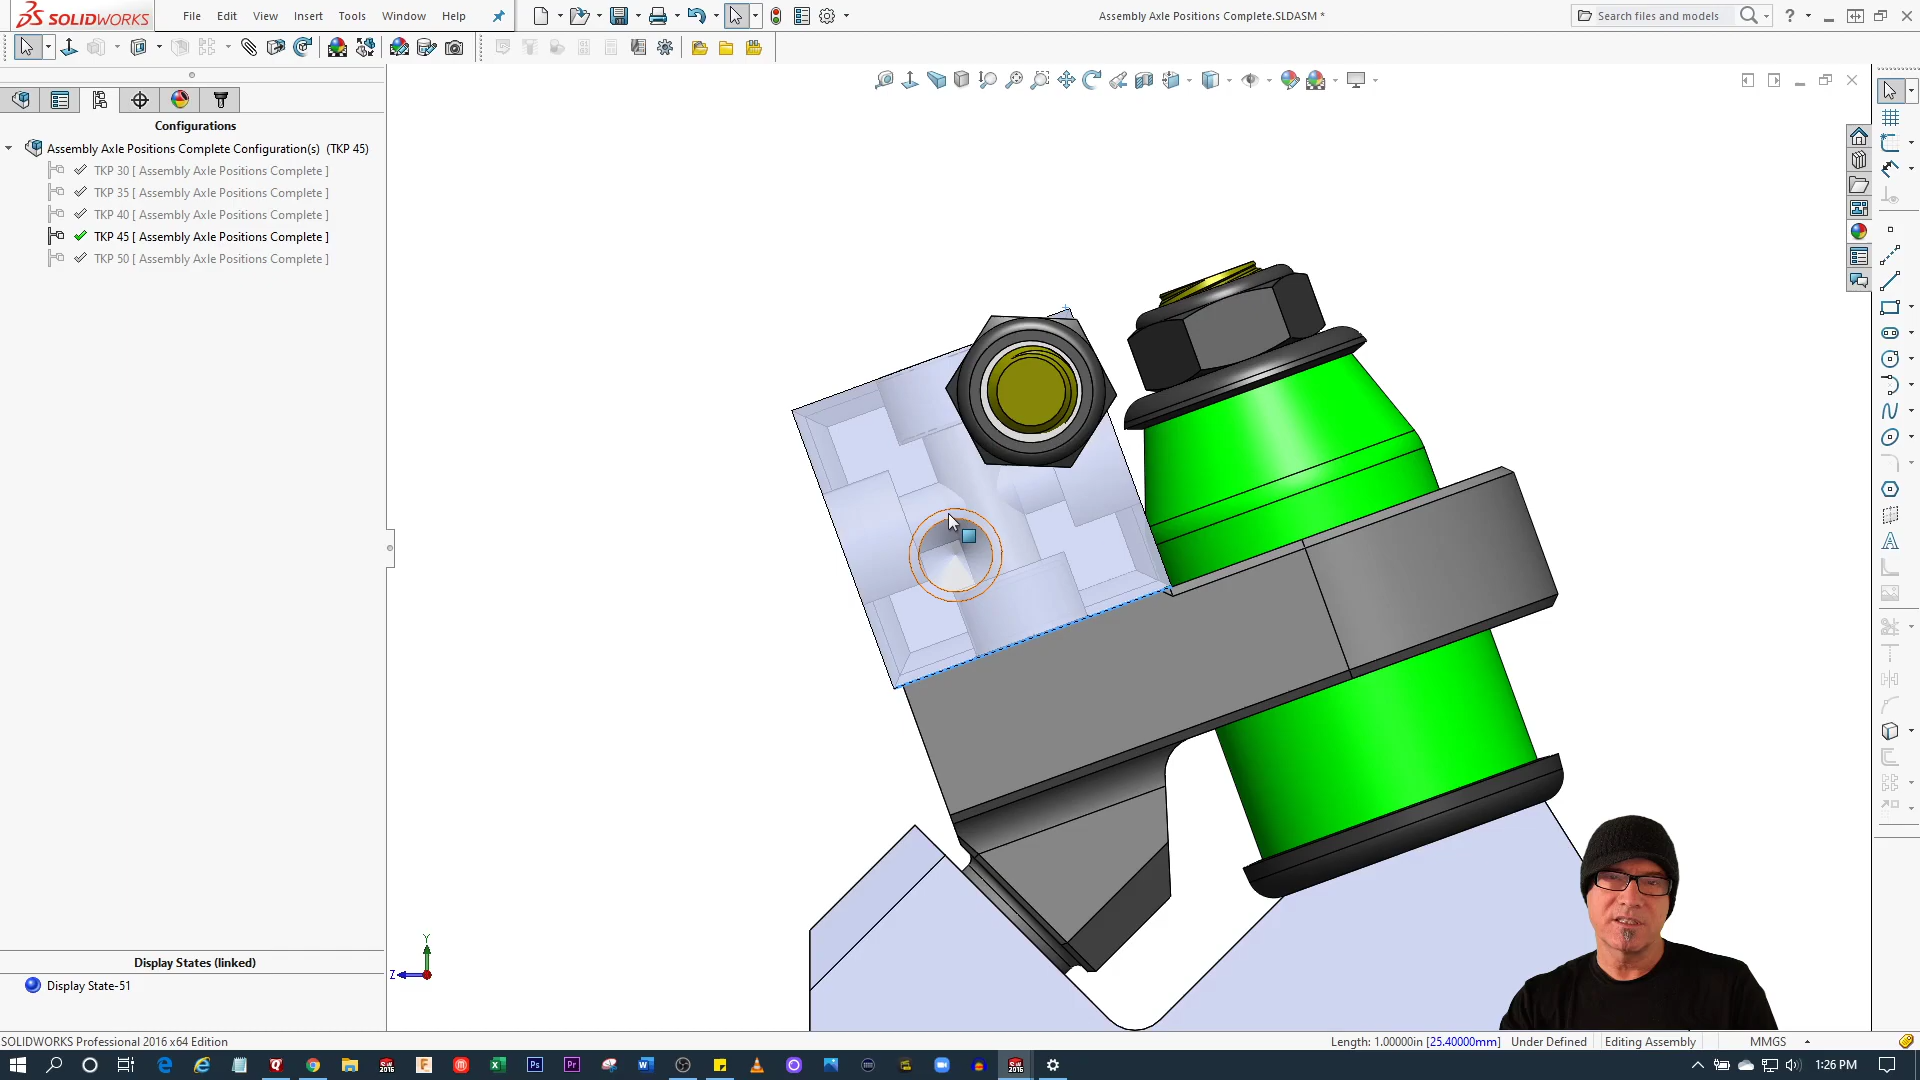 SOLIDWORKS File Edit View Insert Tools Window Help Assembly Axle Positions Complete.SLDASM * Search files and models
Configurations
Assembly Axle Positions Complete Configuration(s) (TKP 45)
TKP 30 [ Assembly Axle Positions Complete ]
TKP 35 [ Assembly Axle Positions Complete ]
TKP 40 [ Assembly Axle Positions Complete ]
TKP 45 [ Assembly Axle Positions Complete ]
TKP 50 [ Assembly Axle Positions Complete ]
Y
Z
Display States (linked)
Display State-51
SOLIDWORKS Professional 2016 x64 Edition Length: 1.00000in [25.40000mm] Under Defined Editing Assembly MMGS
1:26 PM